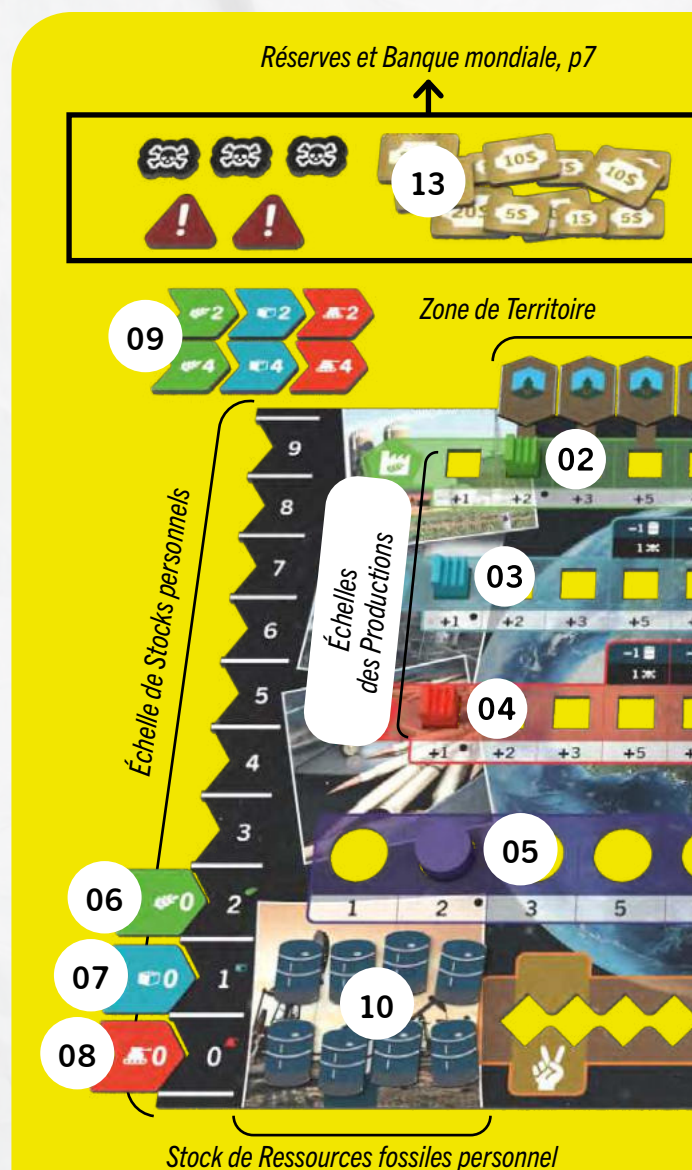 Réserves et Banque mondiale, p7
10$
10$
13
20$ 5$ 1$ 5$
Zone de Territoire
09
2 2 2
4 4 4
9
02
+1 +2 +3 +5
8
-1
1
7
03
+1 +2 +3 +5
6
-1
1
5
04
+1 +2 +3 +5
4
3
Échelle de Stocks personnels
Échelles
des Productions
05
1 2 3 5
06
0
2
07
0
1
10
08
0
0
Stock de Ressources fossiles personnel